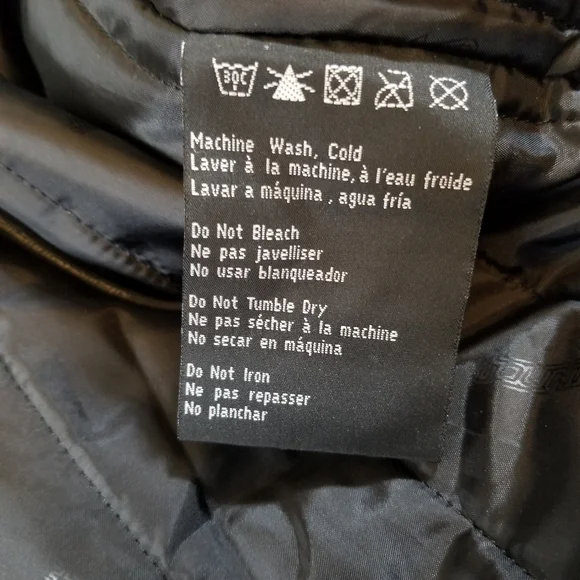 30C
Machine Wash, Cold
Laver à la machine, à l'eau froide
Lavar a máquina, agua fría
Do Not Bleach
Ne pas javelliser
No usar blanqueador
Do Not Tumble Dry
Ne pas sécher à la machine
No secar en máquina
Do Not Iron
Ne pas repasser
No planchar